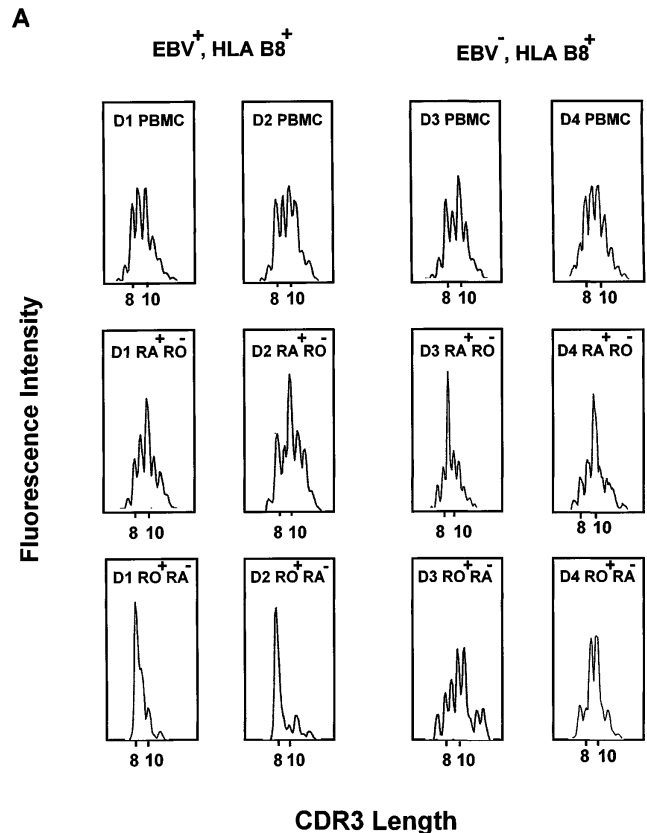 A
EBV+, HLA B8+
EBV-, HLA B8+
D1 PBMC
D2 PBMC
D3 PBMC
D4 PBMC
8 10
8 10
8 10
8 10
D1 RA+RO-
D2 RA+RO-
D3 RA+RO-
D4 RA+RO-
8 10
8 10
8 10
8 10
D1 RO+RA-
D2 RO+RA-
D3 RO+RA-
D4 RO+RA-
8 10
8 10
8 10
8 10
Fluorescence Intensity
CDR3 Length